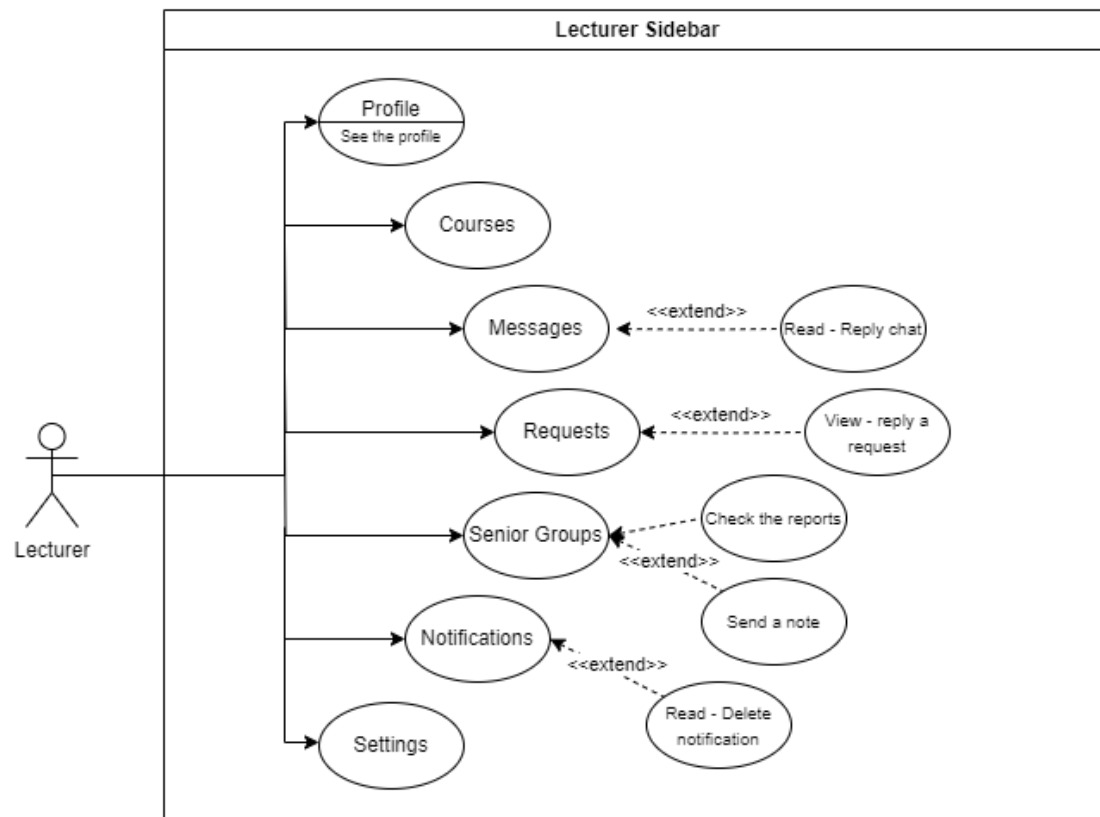 Lecturer Sidebar
Profile
See the profile
Courses
Messages
<<extend>>
Read - Reply chat
Requests
<<extend>>
View - reply a
request
Senior Groups
Check the reports
<<extend>>
Send a note
Lecturer
Notifications
<<extend>>
Read - Delete
notification
Settings